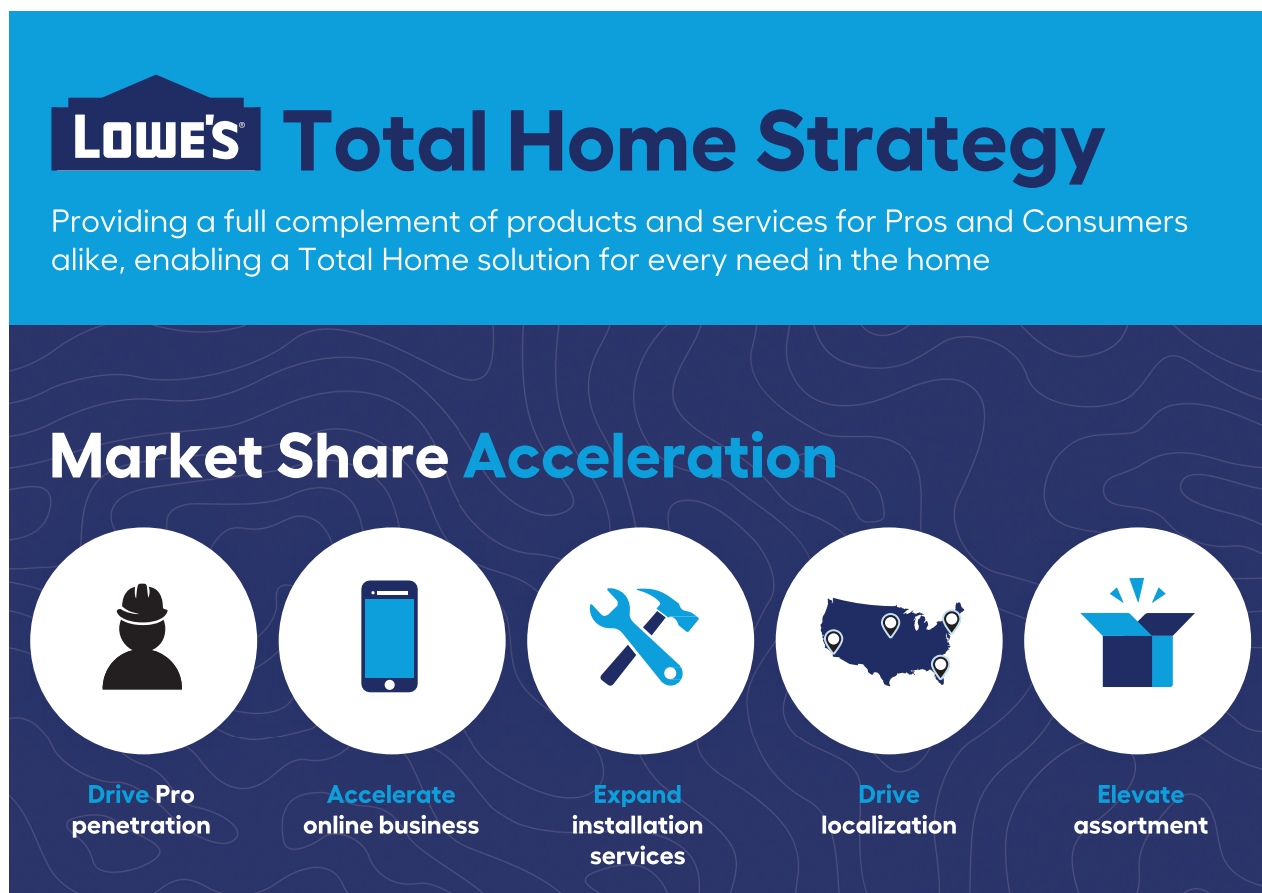 LOWE'S® Total Home Strategy
Providing a full complement of products and services for Pros and Consumers
alike, enabling a Total Home solution for every need in the home
Market Share Acceleration
Drive Pro
penetration
Accelerate
online business
Expand
installation
services
Drive
localization
Elevate
assortment